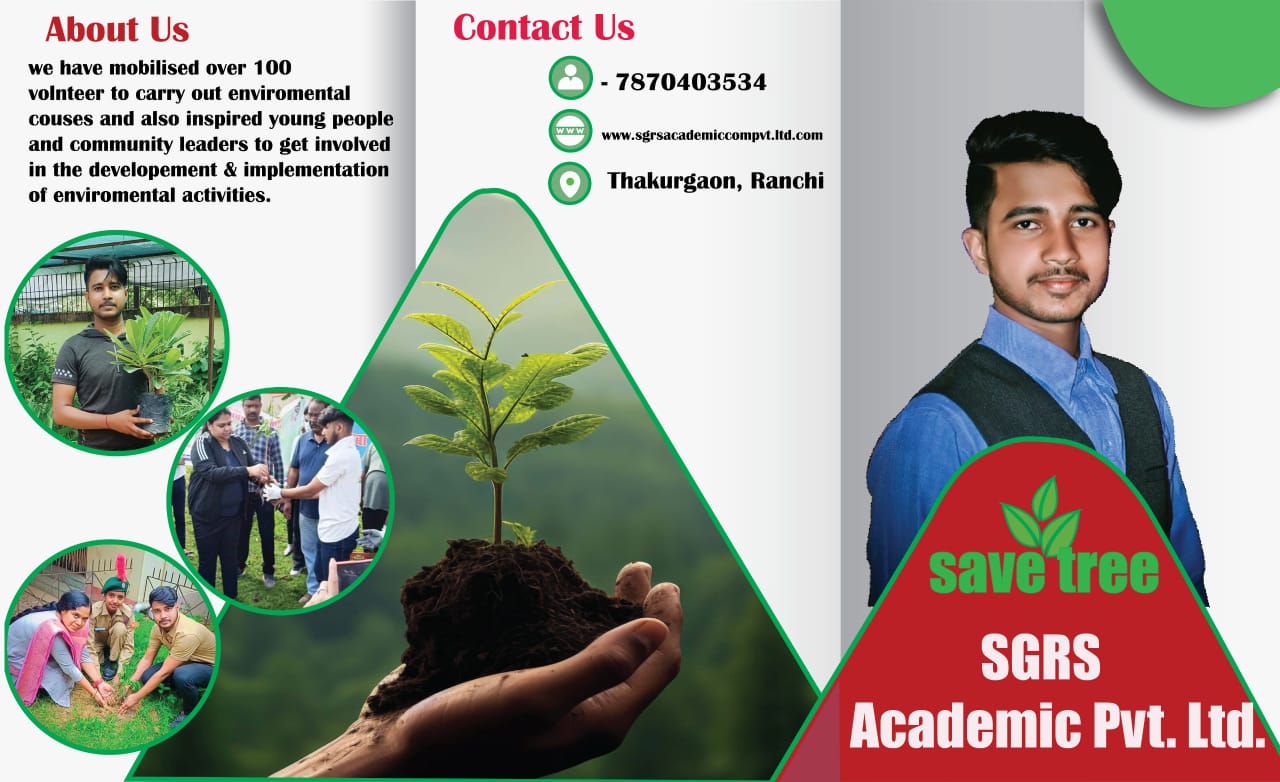 About Us
we have mobilised over 100
volnteer to carry out enviromental
couses and also inspired young people
and community leaders to get involved
in the developement & implementation
of enviromental activities.
Contact Us
- 7870403534
www
www.sgrsacademiccompvt.ltd.com
Thakurgaon, Ranchi
save tree
SGRS
Academic Pvt. Ltd.